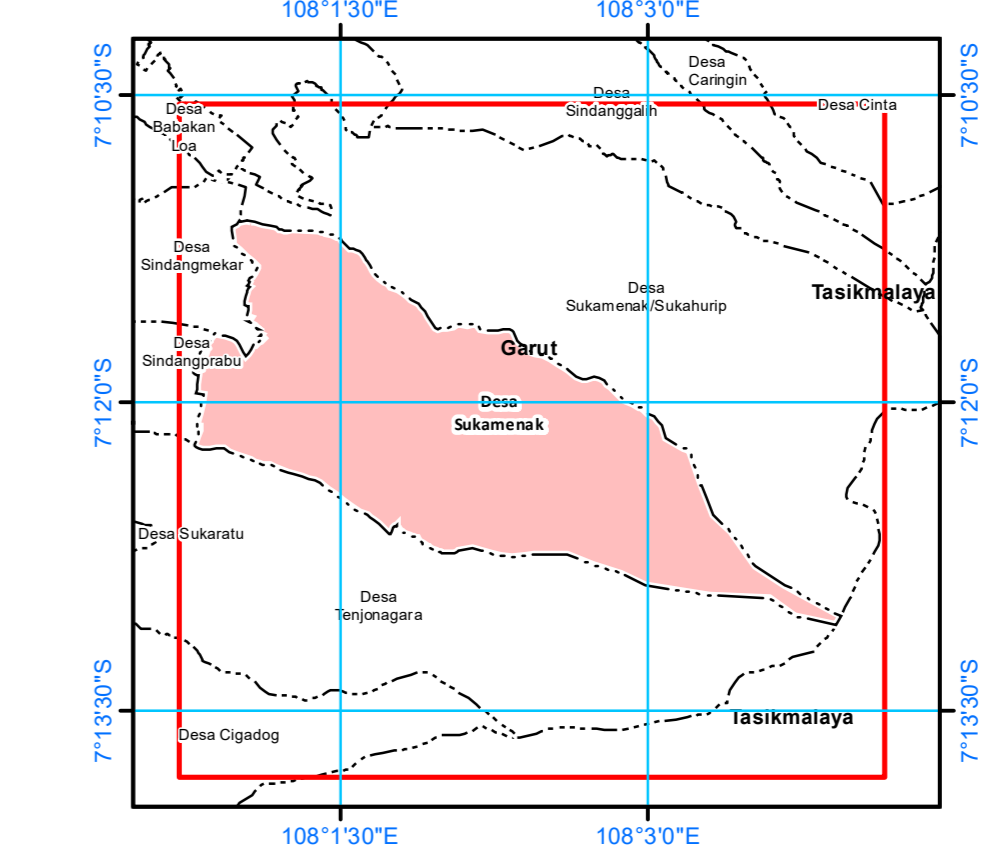 108°1'30"E
108°3'0"E
7°10'30"S
7°10'30"S
Desa
Caringin
Desa
Sindanggalih
Desa Cinta
Desa
Babakan
Loa
Desa
Sindangmekar
Desa
Sukamenak/Sukahurip
Tasikmalaya
Desa
Sindangprabu
Garut
7°12'0"S
7°12'0"S
Desa
Sukamenak
Desa Sukaratu
Desa
Tenjonagara
7°13'30"S
7°13'30"S
Tasikmalaya
Desa Cigadog
108°1'30"E
108°3'0"E